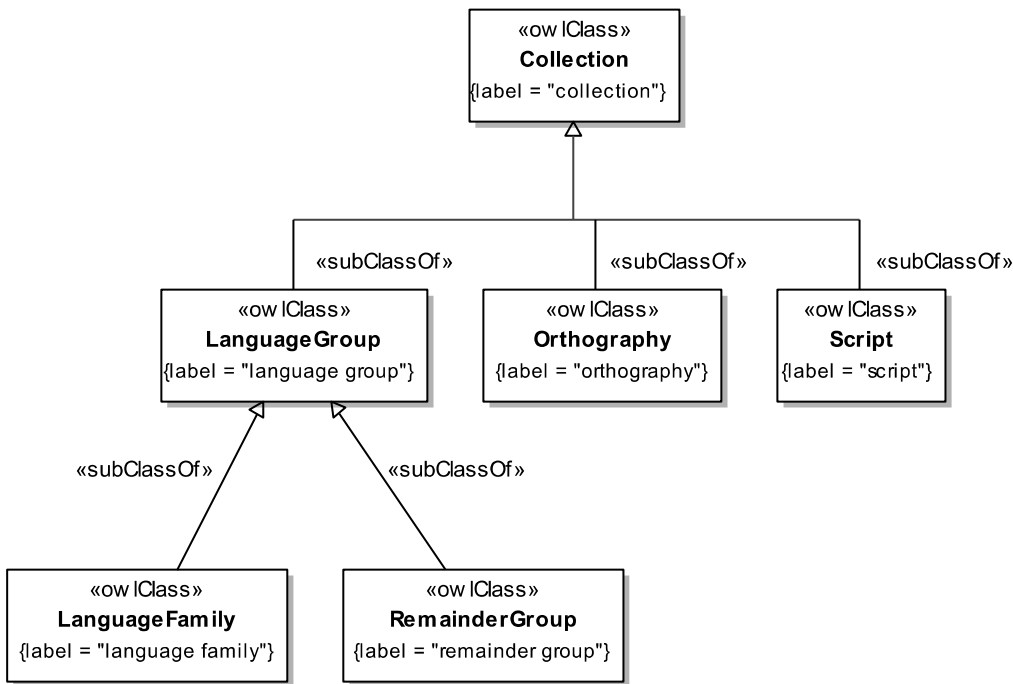 «owlClass»
Collection
{label = "collection"}
«subClassOf»
«subClassOf»
«subClassOf»
«owlClass»
LanguageGroup
{label = "language group"}
«owlClass»
Orthography
{label = "orthography"}
«owlClass»
Script
{label = "script"}
«subClassOf»
«subClassOf»
«owlClass»
LanguageFamily
{label = "language family"}
«owlClass»
RemainderGroup
{label = "remainder group"}